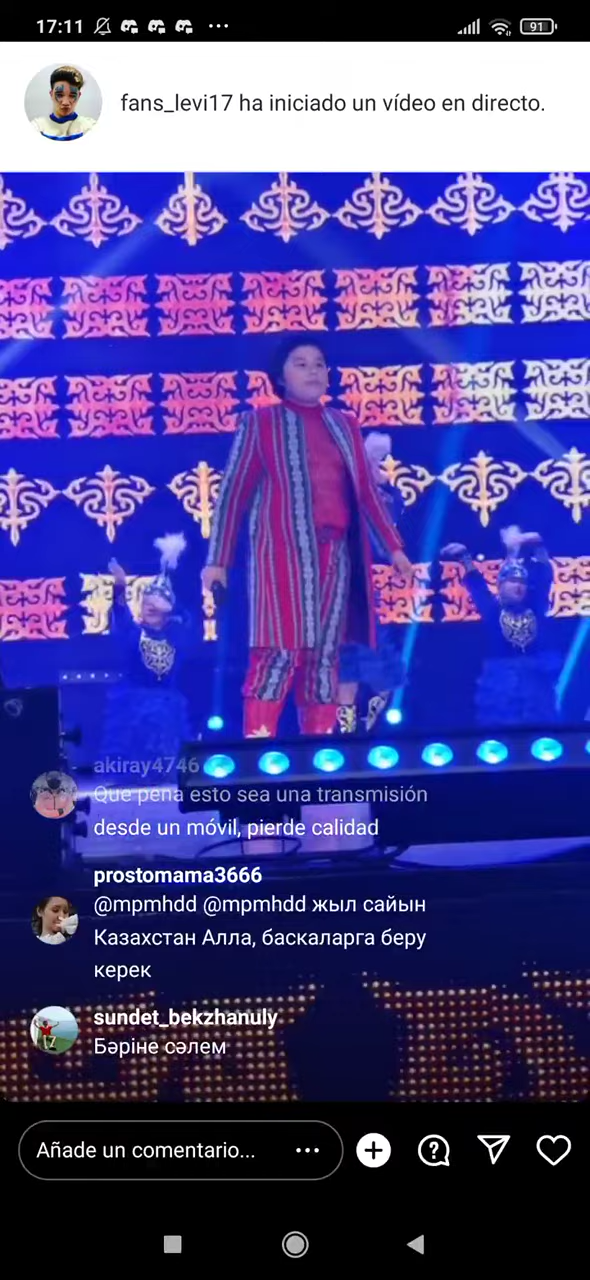 17:11
91
fans_levi17 ha iniciado un vídeo en directo.
akiray4746
Que pena esto sea una transmisión
desde un móvil, pierde calidad
prostomama3666
@mpmhdd @mpmhdd жыл сайын
Казахстан Алла, баскаларга беру
керек
sundet_bekzhanuly
Бәріне сәлем
Añade un comentario...